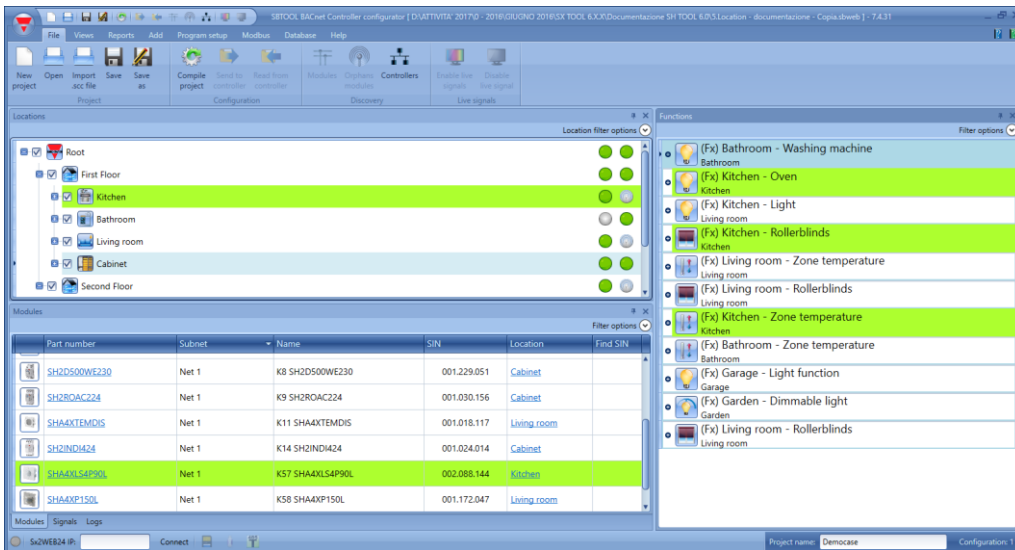 SBTOOL BACnet Controller configurator [ D:\ATTIVITA' 2017\0 - 2016\GIUGNO 2016\SX TOOL 6.X.X\Documentazione SH TOOL 6.0\5.Location - documentazione - Copia.sbweb ] - 7.4.31
File Views Reports Add Program setup Modbus Database Help
New project
Open
Import .scc file
Save
Save as
Compile project
Send to controller
Read from controller
Modules
Orphens modules
Controllers
Enable live signals
Disable live signal
Project
Configuration
Discovery
Live signals
Locations
Location filter options
Root
First Floor
Kitchen
Bathroom
Living room
Cabinet
Second Floor
Modules
Filter options
Part number Subnet Name SIN Location Find SIN
SH2D500WE230 Net 1 K8 SH2D500WE230 001.229.051 Cabinet
SH2ROAC224 Net 1 K9 SH2ROAC224 001.030.156 Cabinet
SHA4XTEMDIS Net 1 K11 SHA4XTEMDIS 001.018.117 Living room
SH2INDI424 Net 1 K14 SH2INDI424 001.024.014 Cabinet
SHA4XLS4P90L Net 1 K57 SHA4XLS4P90L 002.088.144 Kitchen
SHA4XP150L Net 1 K58 SHA4XP150L 001.172.047 Living room
Modules Signals Logs
Functions
Filter options
(Fx) Bathroom - Washing machine
Bathroom
(Fx) Kitchen - Oven
Kitchen
(Fx) Kitchen - Light
Living room
(Fx) Kitchen - Rollerblinds
Kitchen
(Fx) Living room - Zone temperature
Living room
(Fx) Living room - Rollerblinds
Living room
(Fx) Kitchen - Zone temperature
Kitchen
(Fx) Bathroom - Zone temperature
Bathroom
(Fx) Garage - Light function
Garage
(Fx) Garden - Dimmable light
Garden
(Fx) Living room - Rollerblinds
Living room
Sx2WEB24 IP: Connect Project name: Democase Configuration: 1